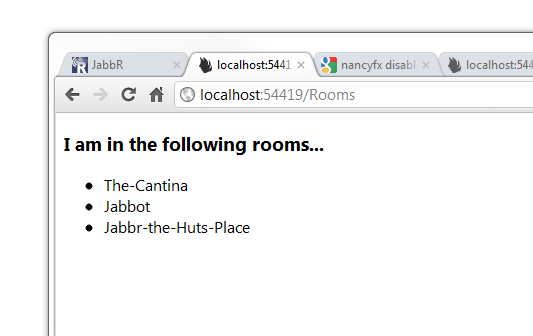 JabbR
localhost:5441
nancyfx disabl
localhost:544
localhost:54419/Rooms
I am in the following rooms...
The-Cantina
Jabbot
Jabbr-the-Huts-Place